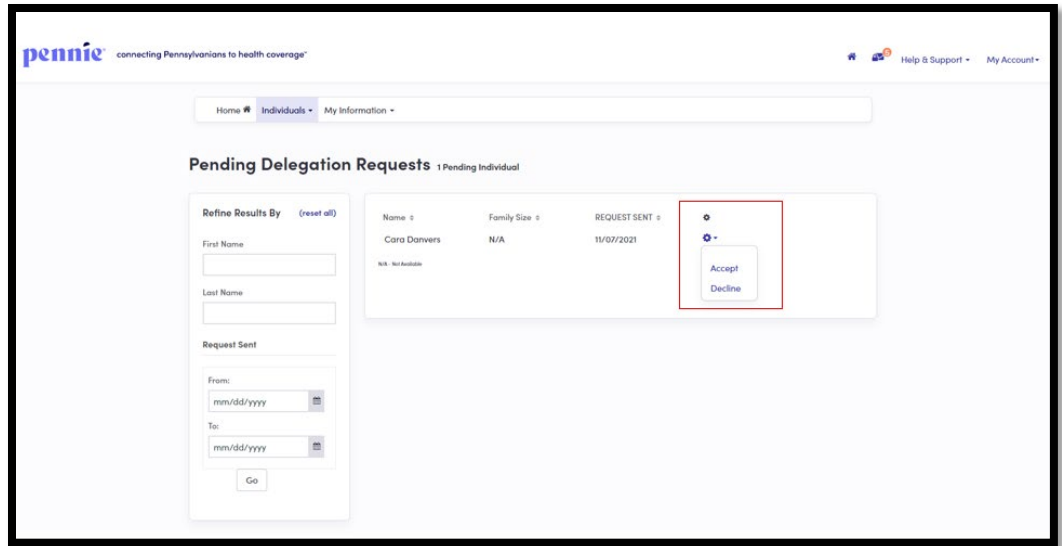 pennie connecting Pennsylvanians to health coverage
5 Help & Support My Account
Home Individuals My Information
Pending Delegation Requests 1 Pending Individual
Refine Results By (reset all)
First Name
Last Name
Request Sent
From:
mm/dd/yyyy
To:
mm/dd/yyyy
Go
Name Family Size REQUEST SENT
Cara Danvers N/A 11/07/2021
N/A - Not Available
Accept
Decline